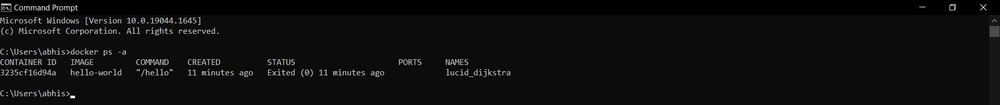 Command Prompt
Microsoft Windows [Version 10.0.19044.1645]
(c) Microsoft Corporation. All rights reserved.
C:\Users\abhis>docker ps -a
CONTAINER ID   IMAGE         COMMAND    CREATED          STATUS                      PORTS     NAMES
3235cf16d94a   hello-world   "/hello"   11 minutes ago   Exited (0) 11 minutes ago             lucid_dijkstra
C:\Users\abhis>